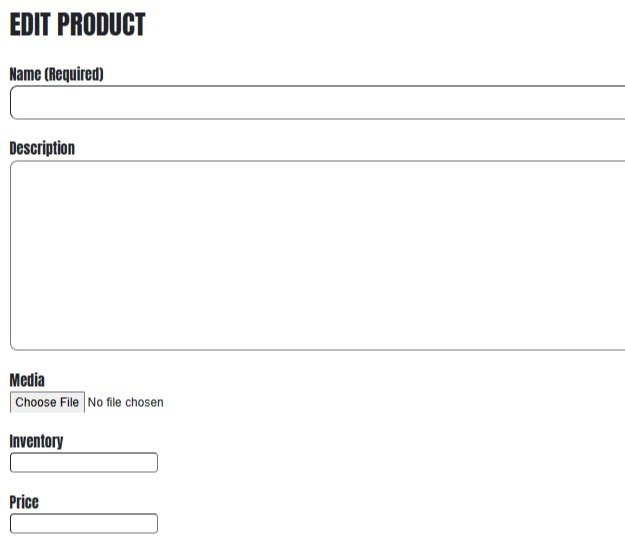 EDIT PRODUCT
Name (Required)
Description
Media
Choose File No file chosen
Inventory
Price